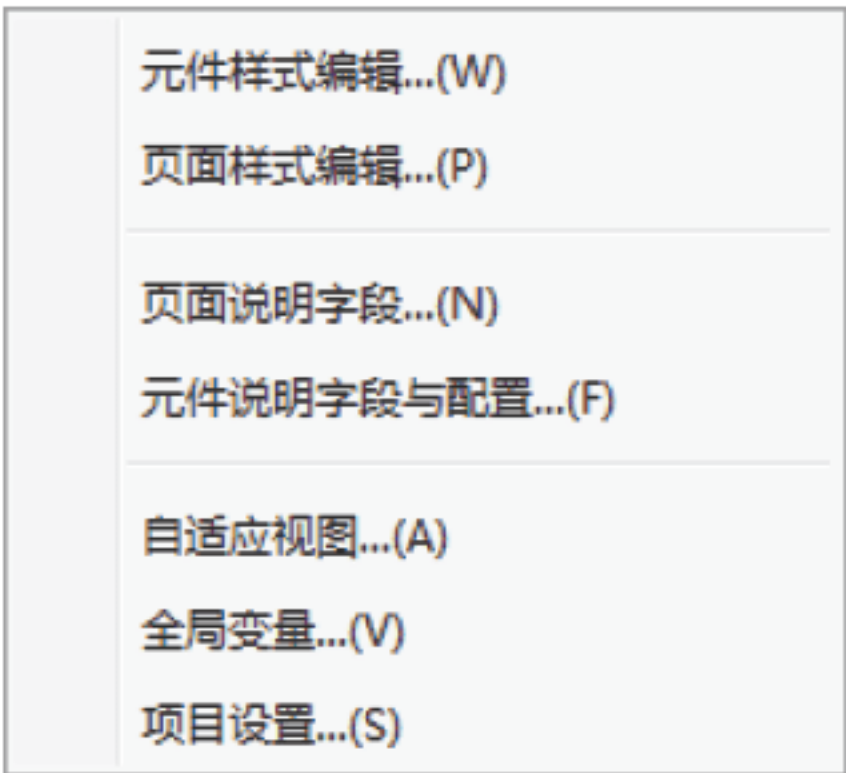 元件样式编辑...(W)
页面样式编辑...(P)
页面说明字段...(N)
元件说明字段与配置...(F)
自适应视图...(A)
全局变量...(V)
项目设置...(S)